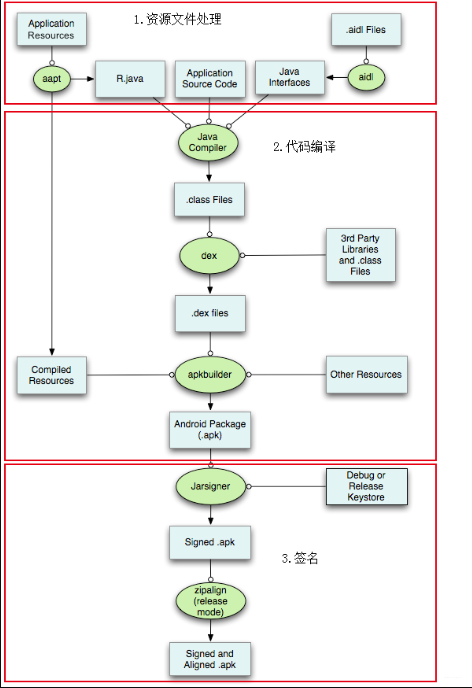 1.资源文件处理
Application
Resources
.aidl Files
aapt
R.java
Application
Source Code
Java
Interfaces
aidl
Java
Compiler
2.代码编译
.class Files
dex
3rd Party
Libraries
and .class
Files
.dex files
Compiled
Resources
apkbuilder
Other Resources
Android Package
(.apk)
Jarsigner
Debug or
Release
Keystore
Signed .apk
3.签名
zipalign
(release
mode)
Signed and
Aligned .apk